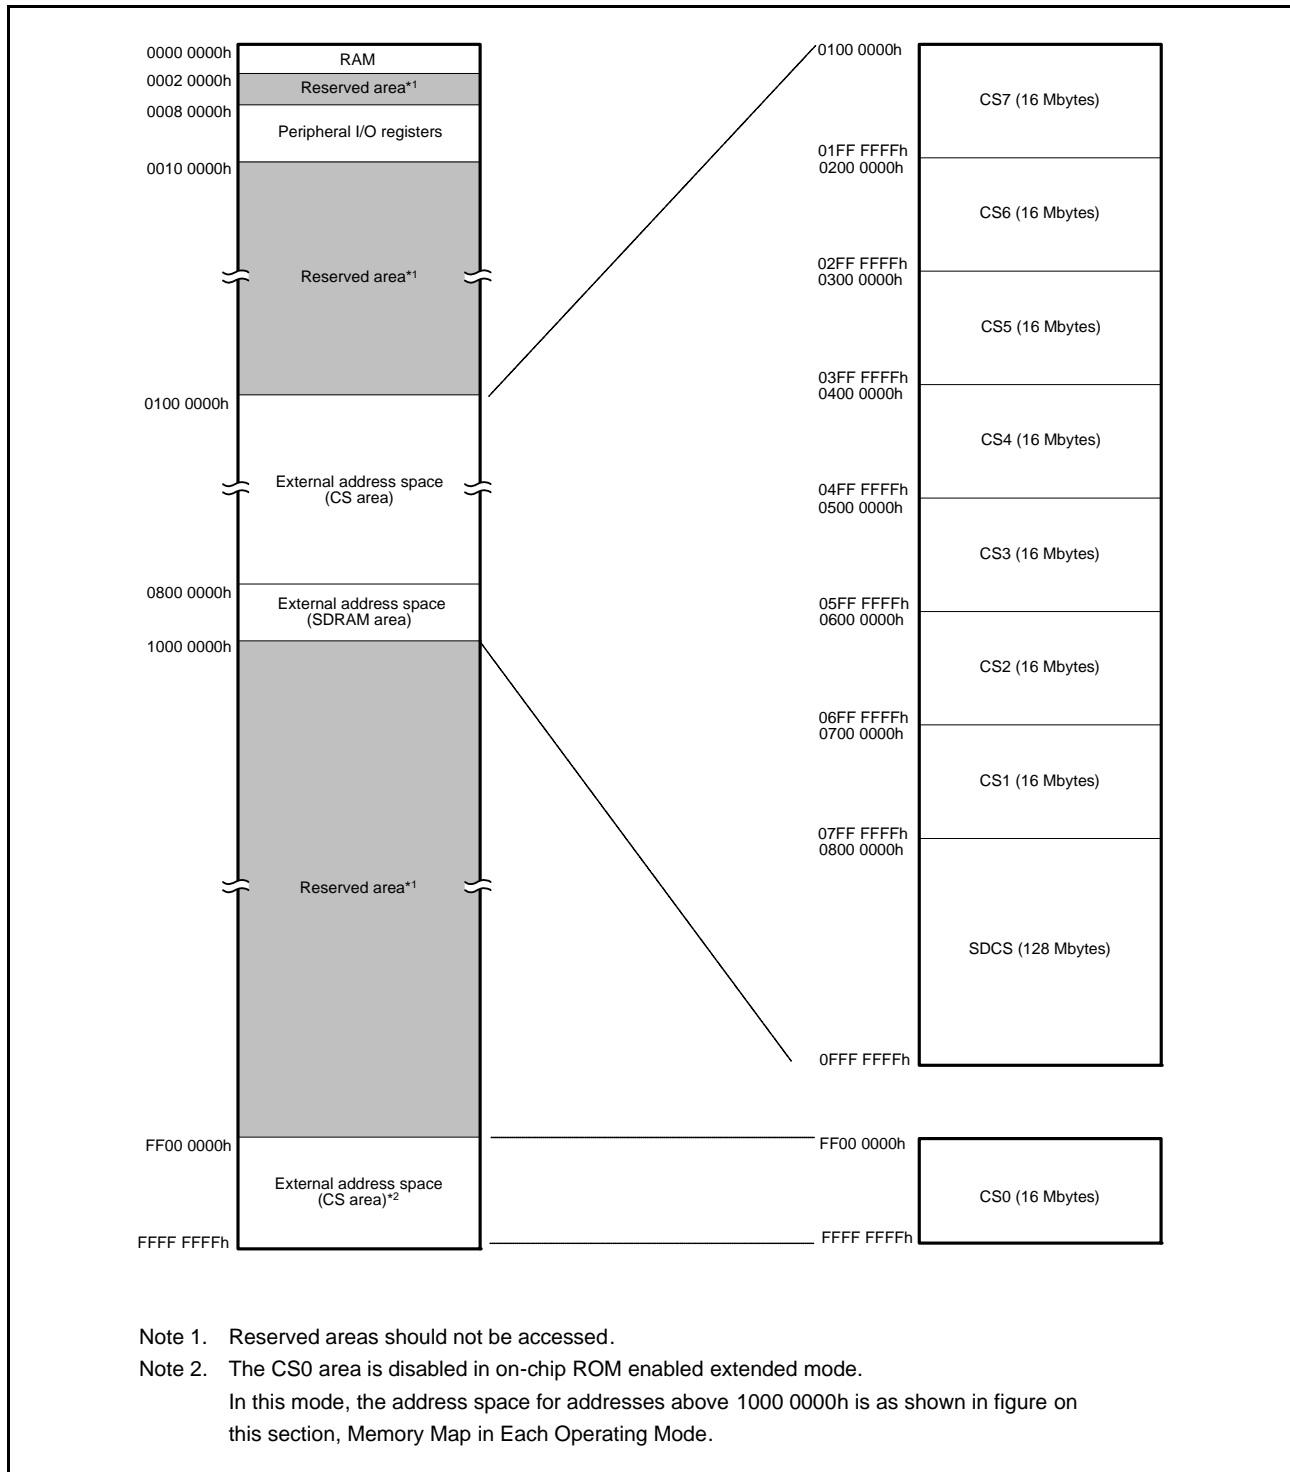 0000 0000h
RAM
0002 0000h
Reserved area*1
0008 0000h
Peripheral I/O registers
0010 0000h
Reserved area*1
0100 0000h
External address space
(CS area)
0800 0000h
External address space
(SDRAM area)
1000 0000h
Reserved area*1
FF00 0000h
External address space
(CS area)*2
FFFF FFFFh
0100 0000h
CS7 (16 Mbytes)
01FF FFFFh
0200 0000h
CS6 (16 Mbytes)
02FF FFFFh
0300 0000h
CS5 (16 Mbytes)
03FF FFFFh
0400 0000h
CS4 (16 Mbytes)
04FF FFFFh
0500 0000h
CS3 (16 Mbytes)
05FF FFFFh
0600 0000h
CS2 (16 Mbytes)
06FF FFFFh
0700 0000h
CS1 (16 Mbytes)
07FF FFFFh
0800 0000h
SDCS (128 Mbytes)
0FFF FFFFh
FF00 0000h
CS0 (16 Mbytes)
FFFF FFFFh
Note 1. Reserved areas should not be accessed.
Note 2. The CS0 area is disabled in on-chip ROM enabled extended mode.
In this mode, the address space for addresses above 1000 0000h is as shown in figure on
this section, Memory Map in Each Operating Mode.